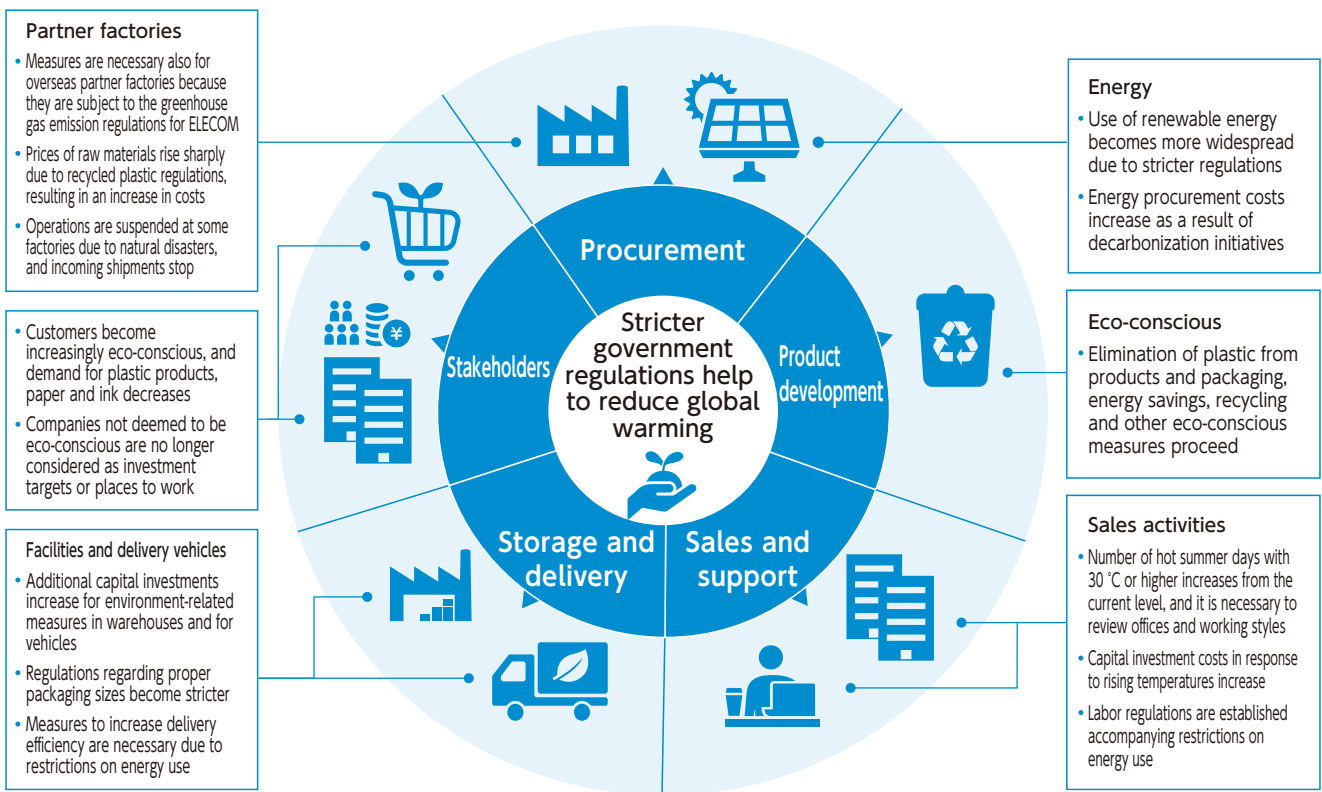 Partner factories
• Measures are necessary also for
overseas partner factories because
they are subject to the greenhouse
gas emission regulations for ELECOM
• Prices of raw materials rise sharply
due to recycled plastic regulations,
resulting in an increase in costs
• Operations are suspended at some
factories due to natural disasters,
and incoming shipments stop
• Customers become
increasingly eco-conscious, and
demand for plastic products,
paper and ink decreases
• Companies not deemed to be
eco-conscious are no longer
considered as investment
targets or places to work
Facilities and delivery vehicles
• Additional capital investments
increase for environment-related
measures in warehouses and for
vehicles
• Regulations regarding proper
packaging sizes become stricter
• Measures to increase delivery
efficiency are necessary due to
restrictions on energy use
¥
Procurement
Stakeholders
Stricter
government
regulations help
to reduce global
warming
Product
development
Storage and
delivery
Sales and
support
Energy
• Use of renewable energy
becomes more widespread
due to stricter regulations
• Energy procurement costs
increase as a result of
decarbonization initiatives
Eco-conscious
• Elimination of plastic from
products and packaging,
energy savings, recycling
and other eco-conscious
measures proceed
Sales activities
• Number of hot summer days with
30 ℃ or higher increases from the
current level, and it is necessary to
review offices and working styles
• Capital investment costs in response
to rising temperatures increase
• Labor regulations are established
accompanying restrictions on
energy use